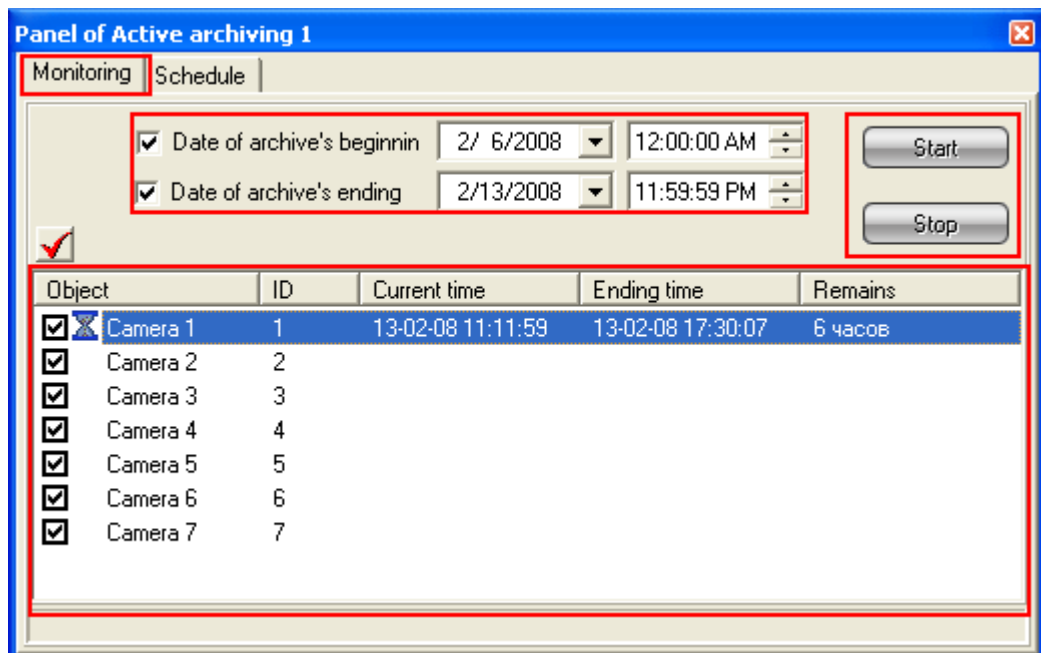 Panel of Active archiving 1
Monitoring Schedule
Date of archive's beginnin 2/ 6/2008 12:00:00 AM Start
Date of archive's ending 2/13/2008 11:59:59 PM
Stop
Object ID Current time Ending time Remains
Camera 1 1 13-02-08 11:11:59 13-02-08 17:30:07 6 часов
Camera 2 2
Camera 3 3
Camera 4 4
Camera 5 5
Camera 6 6
Camera 7 7